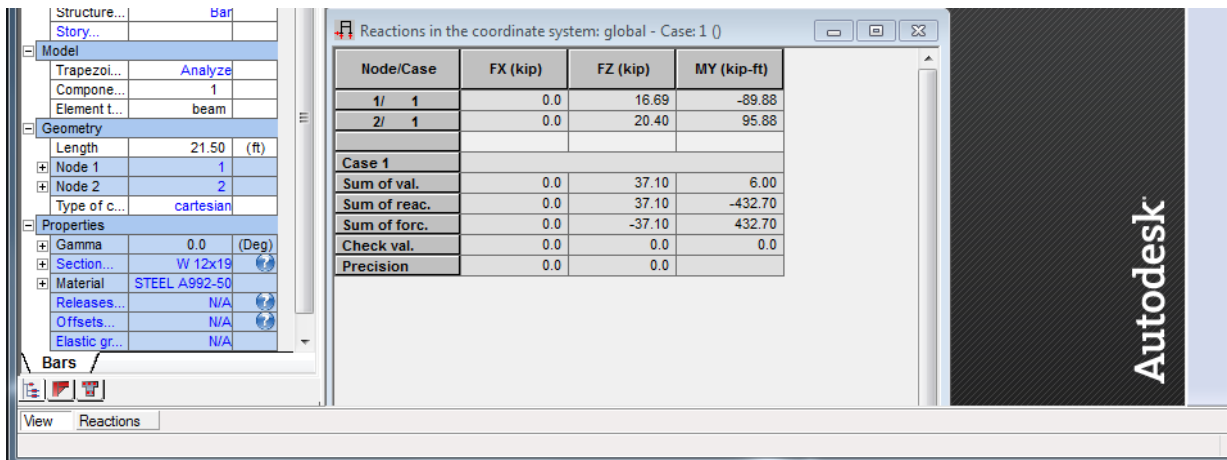 Structure... Bar
Story...
Model
Trapezoi... Analyze
Compone... 1
Element t... beam
Geometry
Length 21.50 (ft)
Node 1 1
Node 2 2
Type of c... cartesian
Properties
Gamma 0.0 (Deg)
Section... W 12x19
Material STEEL A992-50
Releases... N/A
Offsets... N/A
Elastic gr... N/A
Bars
Reactions in the coordinate system: global - Case: 1 ()
Node/Case FX (kip) FZ (kip) MY (kip-ft)
1/ 1 0.0 16.69 -89.88
2/ 1 0.0 20.40 95.88
Case 1
Sum of val. 0.0 37.10 6.00
Sum of reac. 0.0 37.10 -432.70
Sum of forc. 0.0 -37.10 432.70
Check val. 0.0 0.0 0.0
Precision 0.0 0.0
Autodesk
View Reactions